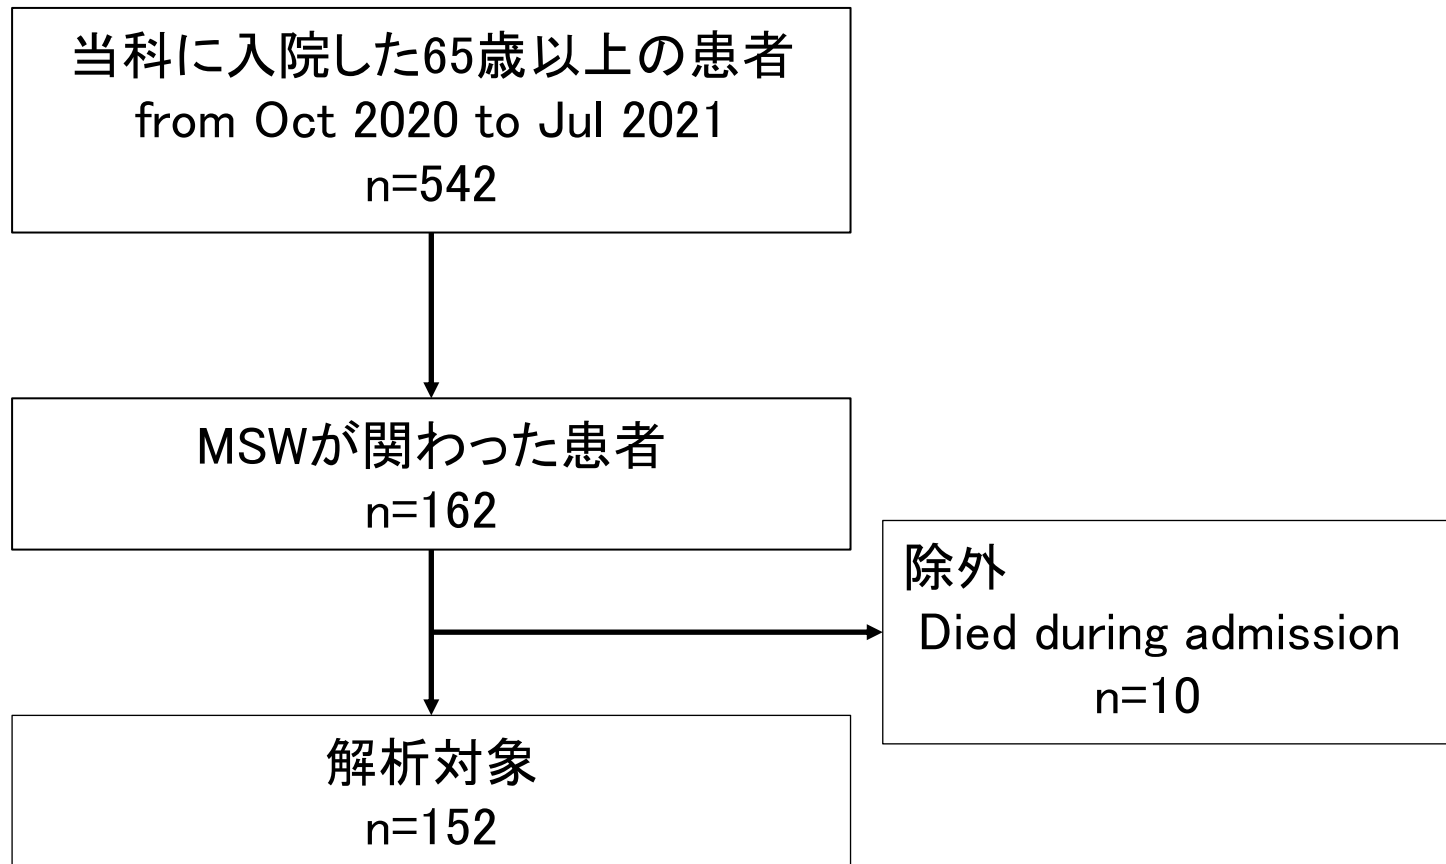 当科に入院した65歳以上の患者
from Oct 2020 to Jul 2021
n=542
MSWが関わった患者
n=162
除外
Died during admission
n=10
解析対象
n=152